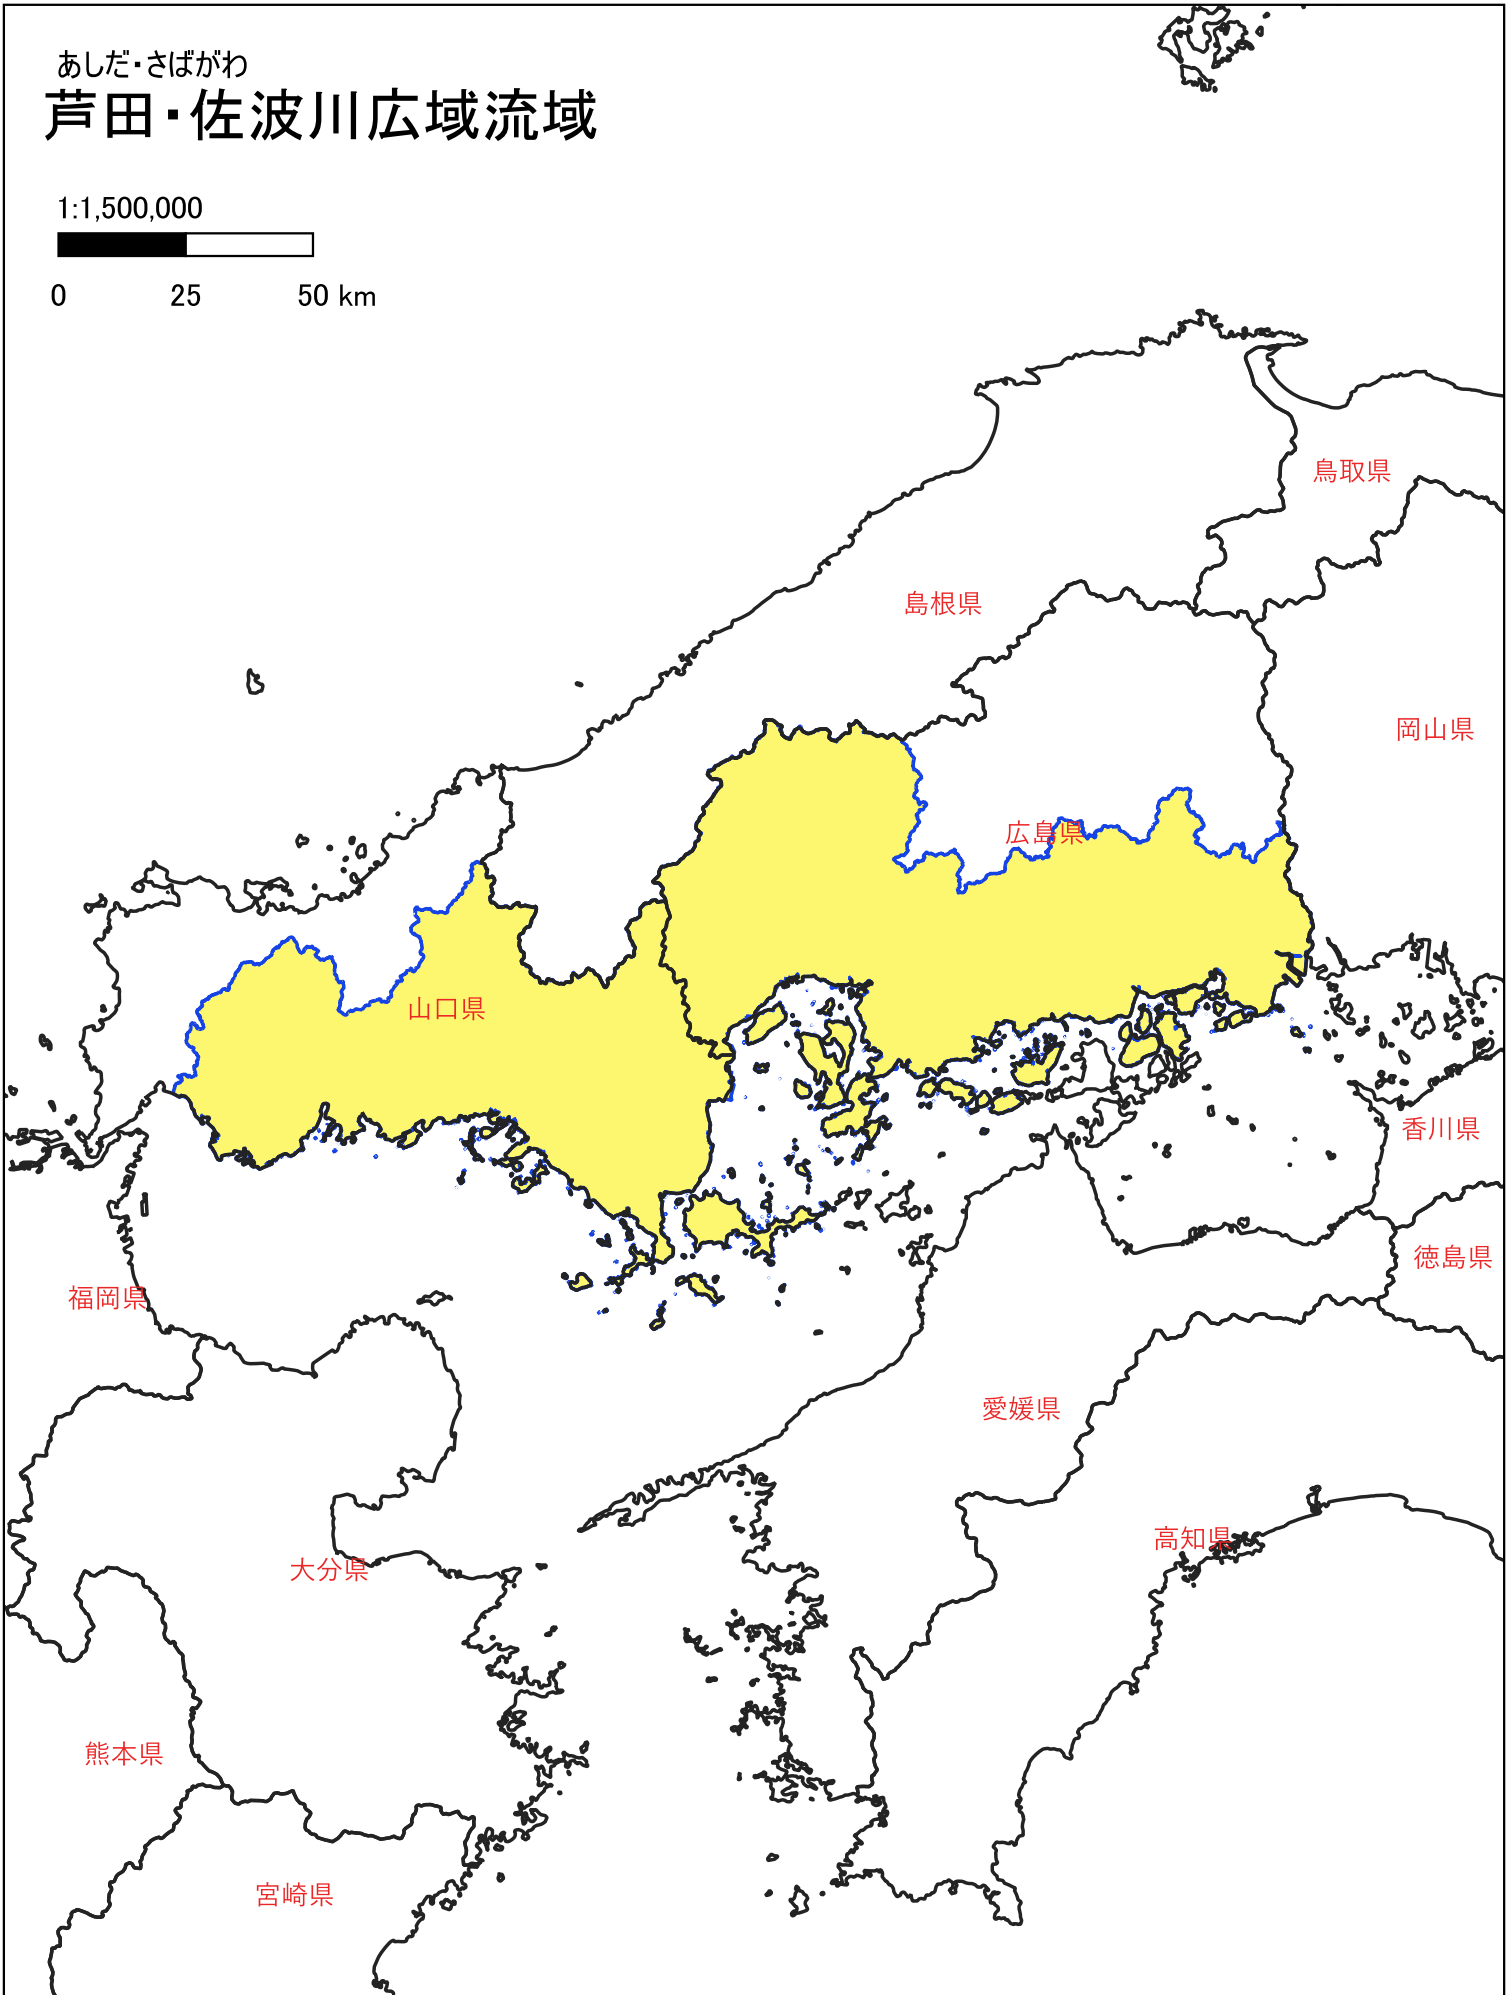 あしだ・さばがわ
芦田・佐波川広域流域
1:1,500,000
0 25 50 km
鳥取県
島根県
岡山県
広島県
山口県
香川県
徳島県
福岡県
愛媛県
高知県
大分県
熊本県
宮崎県